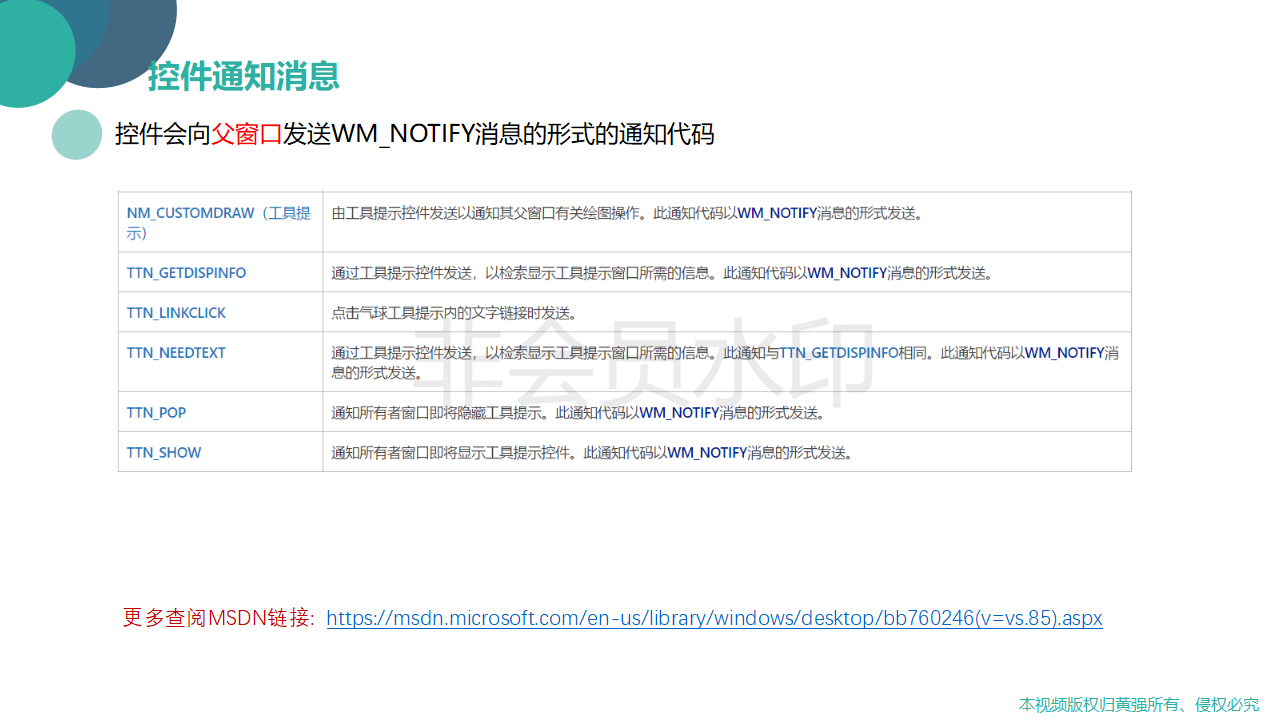 控件通知消息
控件会向父窗口发送WM_NOTIFY消息的形式的通知代码
NM_CUSTOMDRAW（工具提
示）
由工具提示控件发送以通知其父窗口有关绘图操作。此通知代码以WM_NOTIFY消息的形式发送。
TTN_GETDISPINFO
通过工具提示控件发送，以检索显示工具提示窗口所需的信息。此通知代码以WM_NOTIFY消息的形式发送。
TTN_LINKCLICK
点击气球工具提示内的文字链接时发送。
TTN_NEEDTEXT
通过工具提示控件发送，以检索显示工具提示窗口所需的信息。此通知与TTN_GETDISPINFO相同。此通知代码以WM_NOTIFY消
息的形式发送。
TTN_POP
通知所有者窗口即将隐藏工具提示。此通知代码以WM_NOTIFY消息的形式发送。
TTN_SHOW
通知所有者窗口即将显示工具提示控件。此通知代码以WM_NOTIFY消息的形式发送。
非会员水印
更多查阅MSDN链接: https://msdn.microsoft.com/en-us/library/windows/desktop/bb760246(v=vs.85).aspx
本视频版权归黄强所有、侵权必究